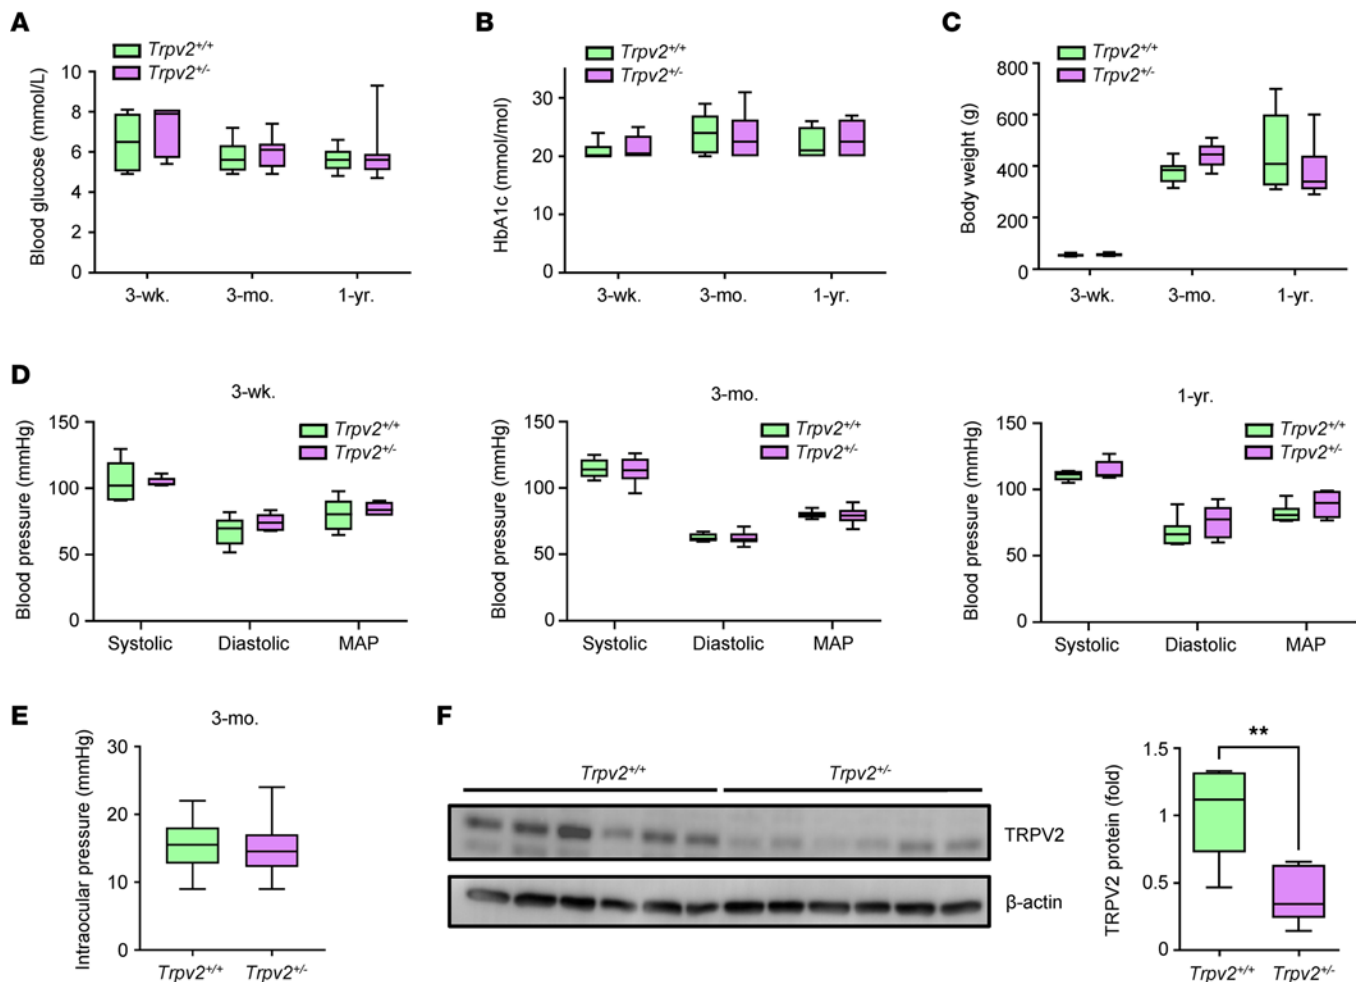 A
Trpv2+/+
Trpv2+/-
Blood glucose (mmol/L)
10
8
6
4
2
0
3-wk.
3-mo.
1-yr.
B
Trpv2+/+
Trpv2+/-
HbA1c (mmol/mol)
30
20
10
0
3-wk.
3-mo.
1-yr.
C
Trpv2+/+
Trpv2+/-
Body weight (g)
800
600
400
200
0
3-wk.
3-mo.
1-yr.
D
3-wk.
Trpv2+/+
Trpv2+/-
Blood pressure (mmHg)
150
100
50
0
Systolic
Diastolic
MAP
3-mo.
Trpv2+/+
Trpv2+/-
Blood pressure (mmHg)
150
100
50
0
Systolic
Diastolic
MAP
1-yr.
Trpv2+/+
Trpv2+/-
Blood pressure (mmHg)
150
100
50
0
Systolic
Diastolic
MAP
E
3-mo.
Intraocular pressure (mmHg)
30
20
10
0
Trpv2+/+
Trpv2+/-
F
Trpv2+/+
Trpv2+/-
TRPV2
β-actin
**
TRPV2 protein (fold)
1.5
1
0.5
0
Trpv2+/+
Trpv2+/-